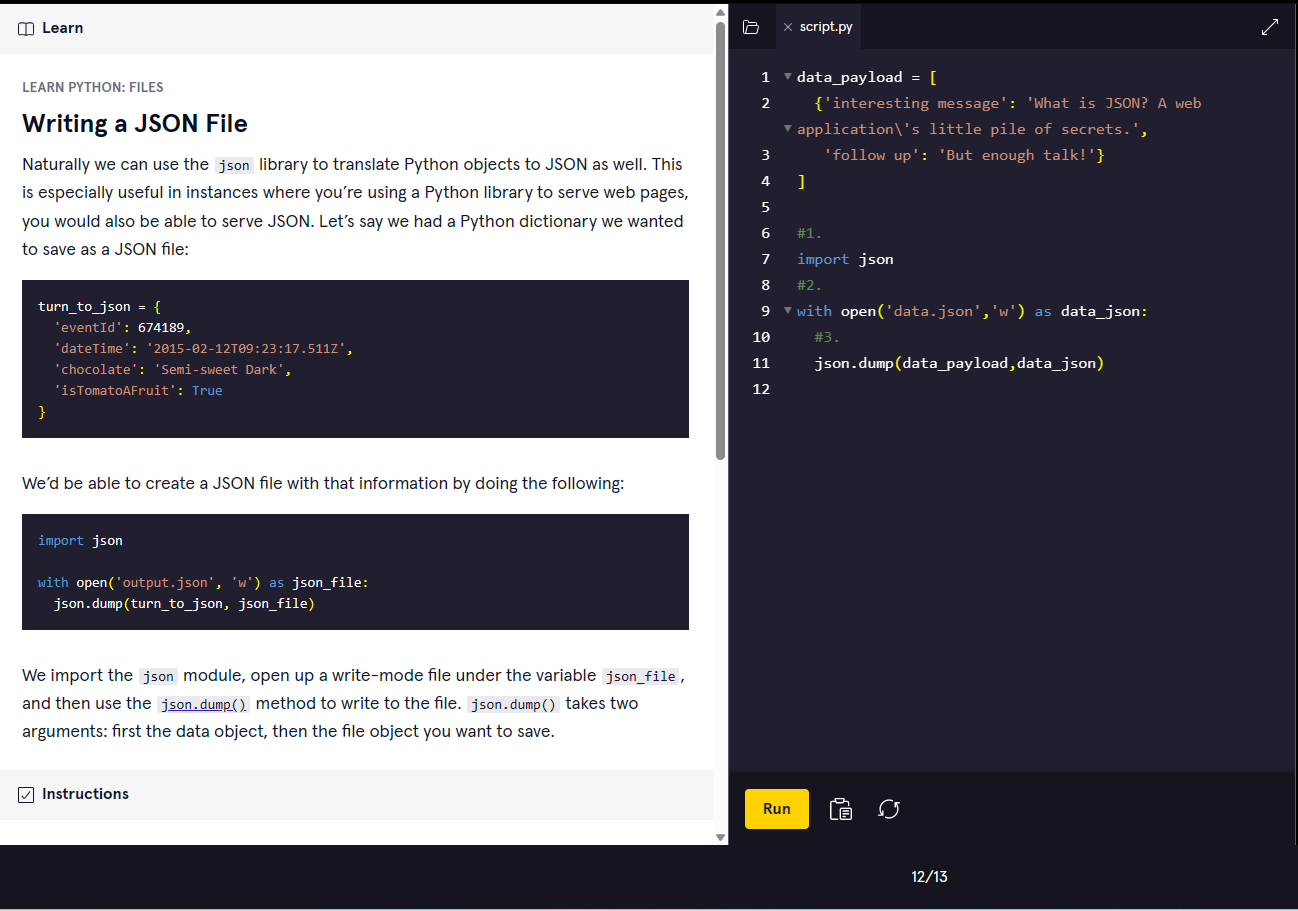 Learn
LEARN PYTHON: FILES
Writing a JSON File
Naturally we can use the json library to translate Python objects to JSON as well. This
is especially useful in instances where you’re using a Python library to serve web pages,
you would also be able to serve JSON. Let’s say we had a Python dictionary we wanted
to save as a JSON file:
turn_to_json = {
  'eventId': 674189,
  'dateTime': '2015-02-12T09:23:17.511Z',
  'chocolate': 'Semi-sweet Dark',
  'isTomatoAFruit': True
}
We’d be able to create a JSON file with that information by doing the following:
import json
with open('output.json', 'w') as json_file:
  json.dump(turn_to_json, json_file)
We import the json module, open up a write-mode file under the variable json_file,
and then use the json.dump() method to write to the file. json.dump() takes two
arguments: first the data object, then the file object you want to save.
Instructions
script.py
1 data_payload = [
2   {'interesting message': 'What is JSON? A web
application\'s little pile of secrets.',
3    'follow up': 'But enough talk!'}
4 ]
5
6 #1.
7 import json
8 #2.
9 with open('data.json','w') as data_json:
10   #3.
11   json.dump(data_payload,data_json)
12
Run
12/13